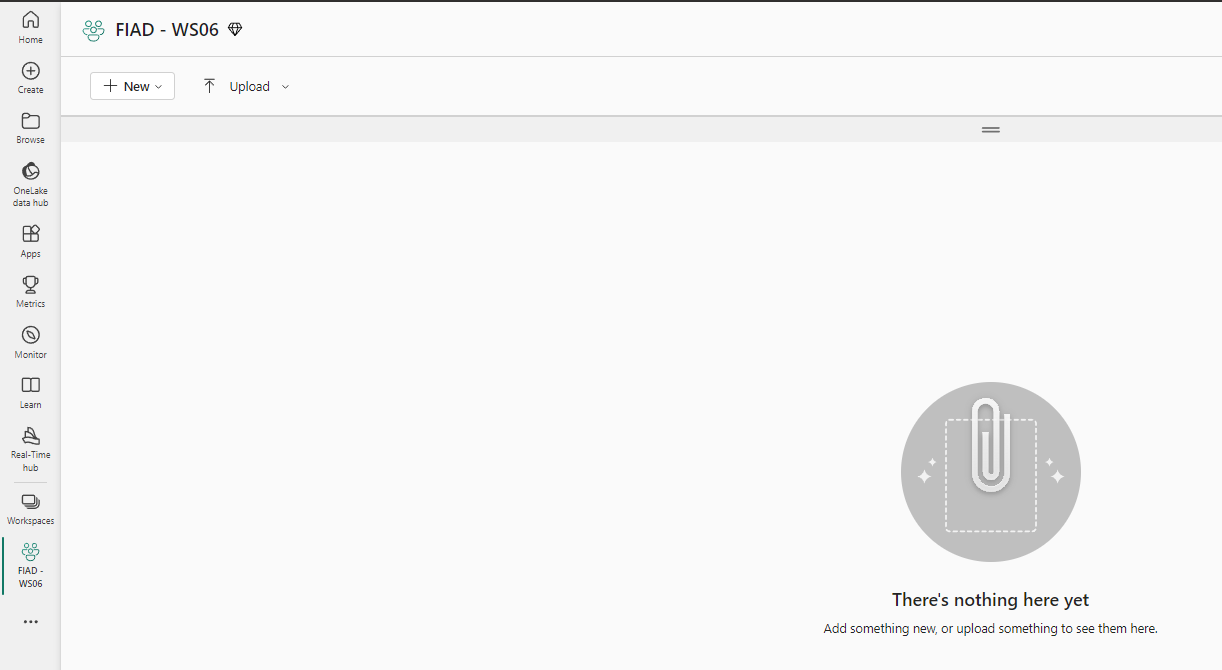 Home
Create
Browse
OneLake
data hub
Apps
Metrics
Monitor
Learn
Real-Time
hub
Workspaces
FIAD -
WS06
FIAD - WS06
New
Upload
There's nothing here yet
Add something new, or upload something to see them here.